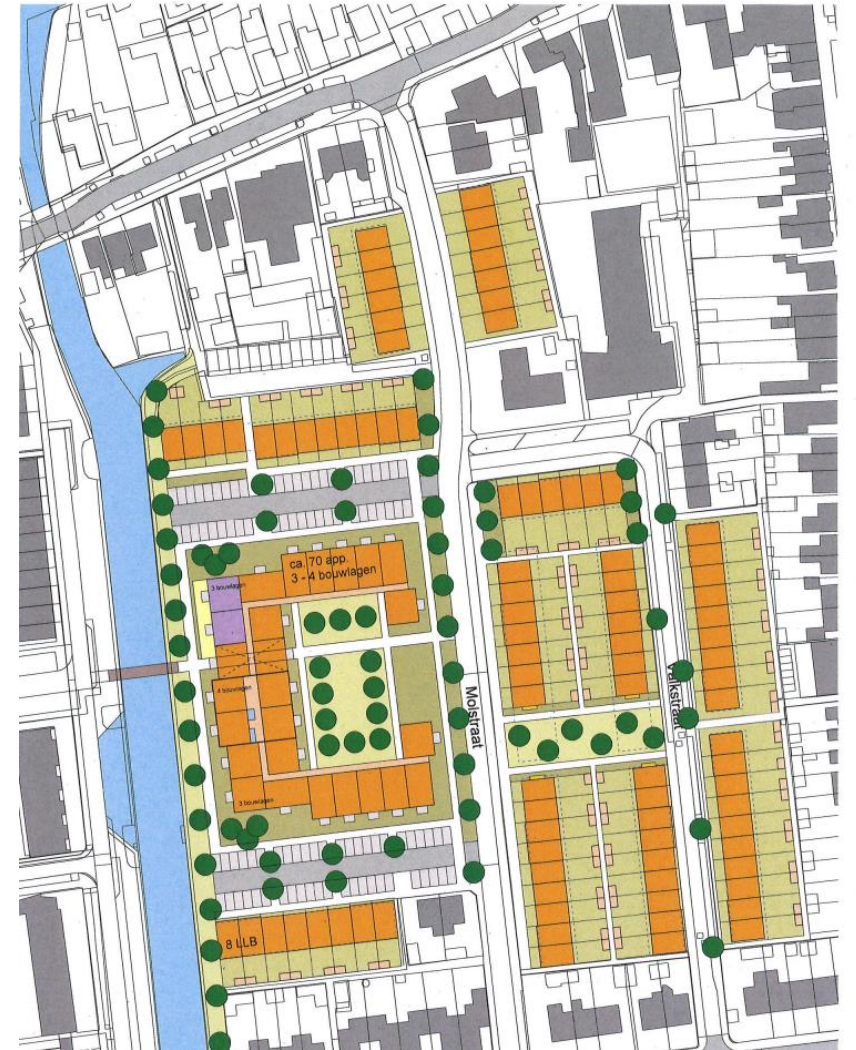 ca. 70 app.
3 - 4 bouwlagen
3 bouwlagen
4 bouwlagen
3 bouwlagen
Molstraat
Valkstraat
8 LLB